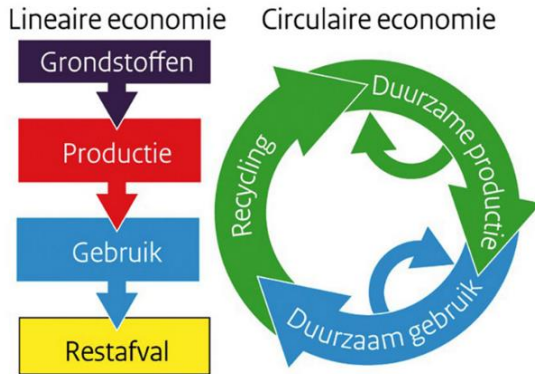 Lineaire economie
Grondstoffen
Productie
Gebruik
Restafval
Circulaire economie
Duurzame productie
Duurzaam gebruik
Recycling